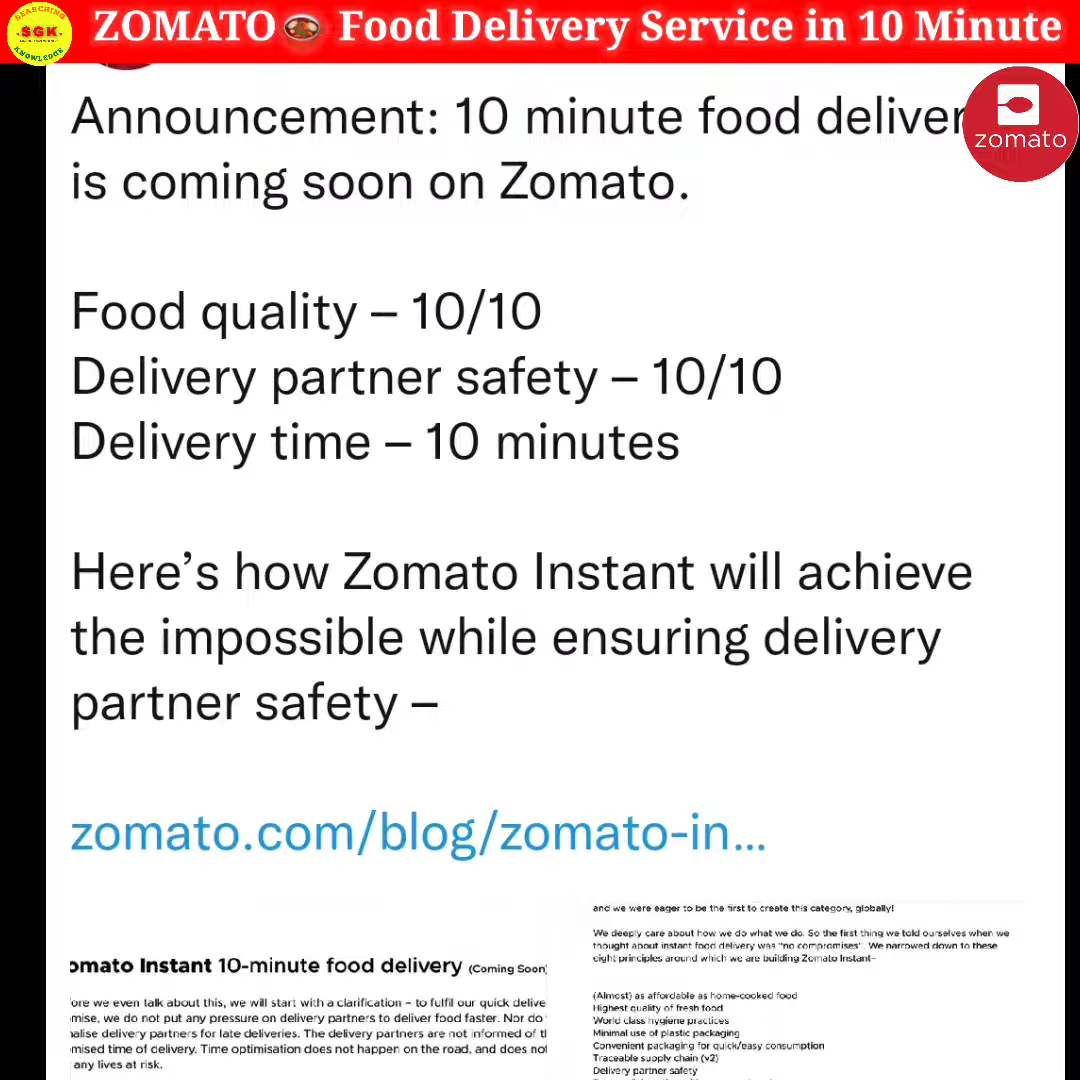 SEARCHING
SGK
KNOWLEDGE
ZOMATO Food Delivery Service in 10 Minute
zomato
Announcement: 10 minute food deliver
is coming soon on Zomato.
Food quality – 10/10
Delivery partner safety – 10/10
Delivery time – 10 minutes
Here's how Zomato Instant will achieve
the impossible while ensuring delivery
partner safety –
zomato.com/blog/zomato-in...
omato Instant 10-minute food delivery (Coming Soon)
ore we even talk about this, we will start with a clarification – to fulfil our quick delive
mise, we do not put any pressure on delivery partners to deliver food faster. Nor do
nalise delivery partners for late deliveries. The delivery partners are not informed of th
mised time of delivery. Time optimisation does not happen on the road, and does not
any lives at risk.
and we were eager to be the first to create this category, globally!
We deeply care about how we do what we do. So the first thing we told ourselves when we
thought about instant food delivery was "no compromises". We narrowed down to these
eight principles around which we are building Zomato Instant–
(Almost) as affordable as home-cooked food
Highest quality of fresh food
World class hygiene practices
Minimal use of plastic packaging
Convenient packaging for quick/easy consumption
Traceable supply chain (v2)
Delivery partner safety